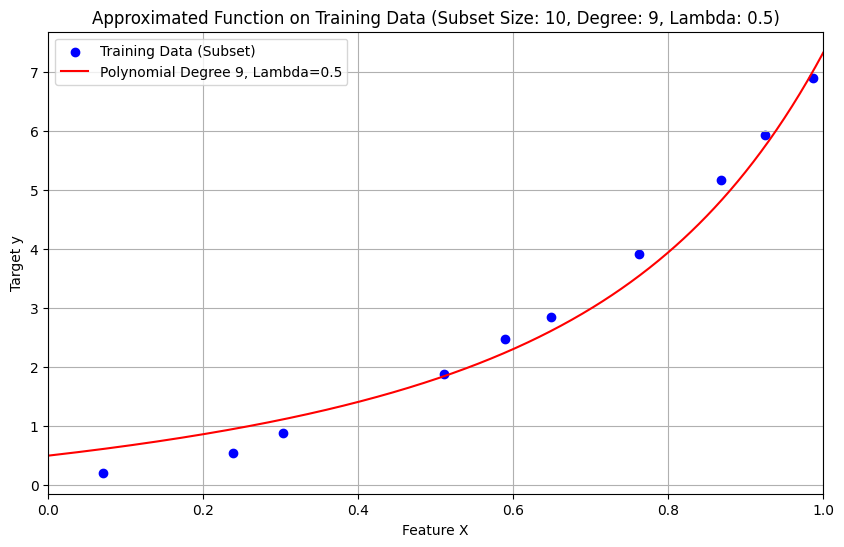 Approximated Function on Training Data (Subset Size: 10, Degree: 9, Lambda: 0.5)
Training Data (Subset)
Polynomial Degree 9, Lambda=0.5
7
6
5
4
3
2
1
0
Target y
0.0 0.2 0.4 0.6 0.8 1.0
Feature X